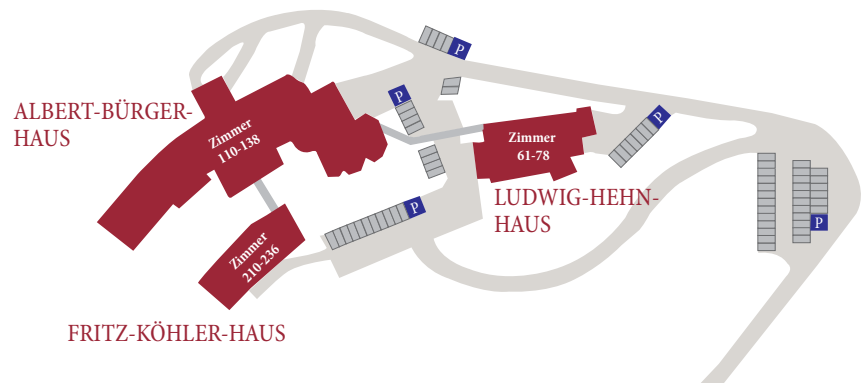 P
P
ALBERT-BÜRGER-
HAUS
Zimmer
110-138
Zimmer
61-78
P
LUDWIG-HEHN-
HAUS
P
P
Zimmer
210-236
FRITZ-KÖHLER-HAUS